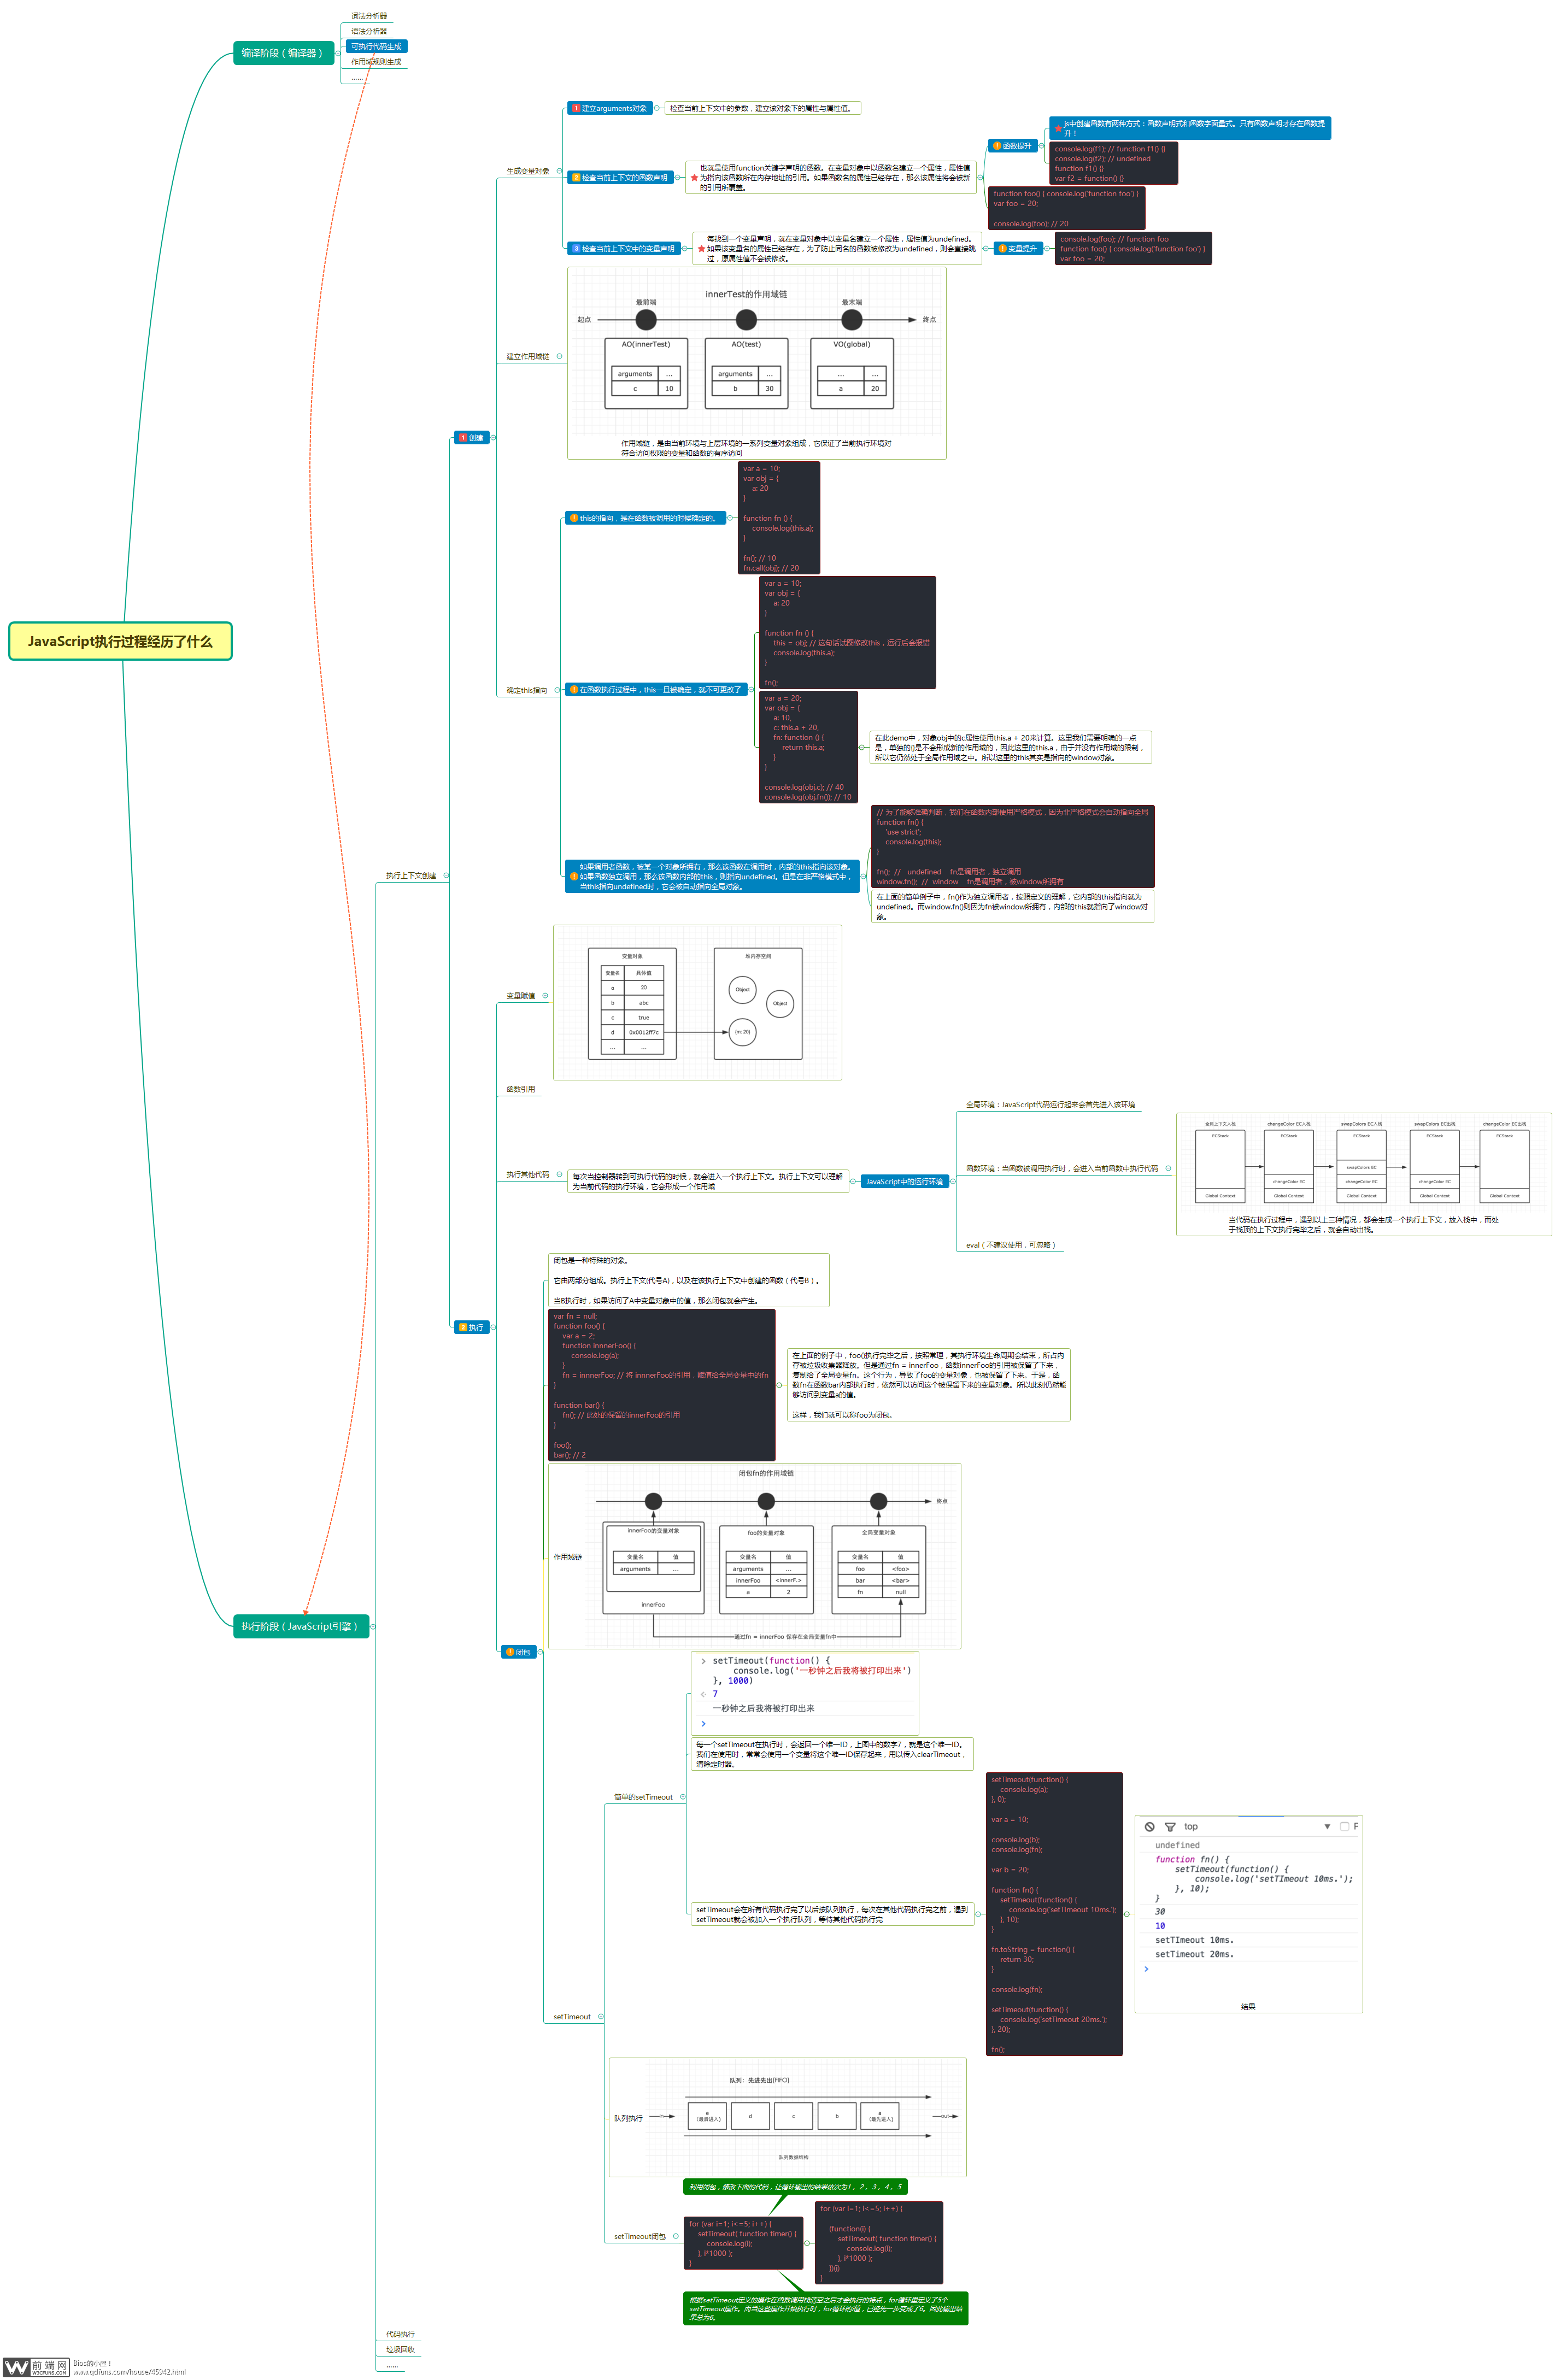 JavaScript执行过程经历了什么
编译阶段（编译器）
词法分析器
语法分析器
可执行代码生成
作用域规则生成
……
执行阶段（JavaScript引擎）
执行上下文创建
1 创建
生成变量对象
1 建立arguments对象
检查当前上下文中的参数，建立该对象下的属性与属性值。
2 检查当前上下文的函数声明
也就是使用function关键字声明的函数。在变量对象中以函数名建立一个属性，属性值
为指向该函数所在内存地址的引用。如果函数名的属性已经存在，那么该属性将会被新
的引用所覆盖。
函数提升
js中创建函数有两种方式：函数声明式和函数字面量式。只有函数声明才存在函数提
升！
console.log(f1); // function f1() {}
console.log(f2); // undefined
function f1() {}
var f2 = function() {}
function foo() { console.log('function foo') }
var foo = 20;
console.log(foo); // 20
3 检查当前上下文中的变量声明
每找到一个变量声明，就在变量对象中以变量名建立一个属性，属性值为undefined。
如果该变量名的属性已经存在，为了防止同名的函数被修改为undefined，则会直接跳
过，原属性值不会被修改。
变量提升
console.log(foo); // function foo
function foo() { console.log('function foo') }
var foo = 20;
建立作用域链
innerTest的作用域链
最前端
最末端
起点
终点
AO(innerTest)
arguments ...
c 10
AO(test)
arguments ...
b 30
VO(global)
... ...
a 20
作用域链，是由当前环境与上层环境的一系列变量对象组成，它保证了当前执行环境对
符合访问权限的变量和函数的有序访问
确定this指向
this的指向，是在函数被调用的时候确定的。
var a = 10;
var obj = {
a: 20
}
function fn () {
console.log(this.a);
}
fn(); // 10
fn.call(obj); // 20
在函数执行过程中，this一旦被确定，就不可更改了
var a = 10;
var obj = {
a: 20
}
function fn () {
this = obj; // 这句话试图修改this，运行后会报错
console.log(this.a);
}
fn();
var a = 20;
var obj = {
a: 10,
c: this.a + 20,
fn: function () {
return this.a;
}
}
console.log(obj.c); // 40
console.log(obj.fn()); // 10
在此demo中，对象obj中的c属性使用this.a + 20来计算。这里我们需要明确的一点
是，单独的{}是不会形成新的作用域的，因此这里的this.a，由于并没有作用域的限制，
所以它仍然处于全局作用域之中。所以这里的this其实是指向的window对象。
如果调用者函数，被某一个对象所拥有，那么该函数在调用时，内部的this指向该对象。
如果函数独立调用，那么该函数内部的this，则指向undefined。但是在非严格模式中，
当this指向undefined时，它会被自动指向全局对象。
// 为了能够准确判断，我们在函数内部使用严格模式，因为非严格模式会自动指向全局
function fn() {
'use strict';
console.log(this);
}
fn(); // undefined fn是调用者，独立调用
window.fn(); // window fn是调用者，被window所拥有
在上面的简单例子中，fn()作为独立调用者，按照定义的理解，它内部的this指向就为
undefined。而window.fn()则因为fn被window所拥有，内部的this就指向了window对
象。
2 执行
变量赋值
变量对象
变量名 具体值
a 20
b abc
c true
d 0x0012ff7c
... ...
堆内存空间
Object
Object
{m: 20}
函数引用
执行其他代码
每次当控制器转到可执行代码的时候，就会进入一个执行上下文。执行上下文可以理解
为当前代码的执行环境，它会形成一个作用域
JavaScript中的运行环境
全局环境：JavaScript代码运行起来会首先进入该环境
函数环境：当函数被调用执行时，会进入当前函数中执行代码
全局上下文入栈
ECStack
Global Context
changeColor EC入栈
ECStack
changeColor EC
Global Context
swapColors EC入栈
ECStack
swapColors EC
changeColor EC
Global Context
swapColors EC出栈
ECStack
changeColor EC
Global Context
changeColor EC出栈
ECStack
Global Context
当代码在执行过程中，遇到以上三种情况，都会生成一个执行上下文，放入栈中，而处
于栈顶的上下文执行完毕之后，就会自动出栈。
eval（不建议使用，可忽略）
闭包
闭包是一种特殊的对象。
它由两部分组成。执行上下文(代号A)，以及在该执行上下文中创建的函数（代号B）。
当B执行时，如果访问了A中变量对象中的值，那么闭包就会产生。
var fn = null;
function foo() {
var a = 2;
function innnerFoo() {
console.log(a);
}
fn = innnerFoo; // 将 innnerFoo的引用，赋值给全局变量中的fn
}
function bar() {
fn(); // 此处的保留的innerFoo的引用
}
foo();
bar(); // 2
在上面的例子中，foo()执行完毕之后，按照常理，其执行环境生命周期会结束，所占内
存被垃圾收集器释放。但是通过fn = innerFoo，函数innerFoo的引用被保留了下来，
复制给了全局变量fn。这个行为，导致了foo的变量对象，也被保留了下来。于是，函
数fn在函数bar内部执行时，依然可以访问这个被保留下来的变量对象。所以此刻仍然能
够访问到变量a的值。
这样，我们就可以称foo为闭包。
作用域链
闭包fn的作用域链
终点
innerFoo的变量对象
变量名 值
arguments ...
innerFoo
foo的变量对象
变量名 值
arguments ...
innerFoo <innerF.>
a 2
全局变量对象
变量名 值
foo <foo>
bar <bar>
fn null
通过fn = innerFoo 保存在全局变量fn中
setTimeout
简单的setTimeout
setTimeout(function() {
console.log('一秒钟之后我将被打印出来')
}, 1000)
7
一秒钟之后我将被打印出来
每一个setTimeout在执行时，会返回一个唯一ID，上图中的数字7，就是这个唯一ID。
我们在使用时，常常会使用一个变量将这个唯一ID保存起来，用以传入clearTimeout，
清除定时器。
setTimeout会在所有代码执行完了以后按队列执行，每次在其他代码执行完之前，遇到
setTimeout就会被加入一个执行队列，等待其他代码执行完
setTimeout(function() {
console.log(a);
}, 0);
var a = 10;
console.log(b);
console.log(fn);
var b = 20;
function fn() {
setTimeout(function() {
console.log('setTImeout 10ms.');
}, 10);
}
fn.toString = function() {
return 30;
}
console.log(fn);
setTimeout(function() {
console.log('setTimeout 20ms.');
}, 20);
fn();
top
undefined
function fn() {
setTimeout(function() {
console.log('setTImeout 10ms.');
}, 10);
}
30
10
setTImeout 10ms.
setTimeout 20ms.
结果
队列执行
队列：先进先出(FIFO)
in
e
(最后进入)
d
c
b
a
(最先进入)
out
队列数据结构
setTimeout闭包
利用闭包，修改下面的代码，让循环输出的结果依次为1，2，3，4，5
for (var i=1; i<=5; i++) {
setTimeout( function timer() {
console.log(i);
}, i*1000 );
}
for (var i=1; i<=5; i++) {
(function(i) {
setTimeout( function timer() {
console.log(i);
}, i*1000 );
})(i)
}
根据setTimeout定义的操作在函数调用栈清空之后才会执行的特点，for循环里定义了5个
setTimeout操作。而当这些操作开始执行时，for循环的i值，已经先一步变成了6。因此输出结
果总为6。
代码执行
垃圾回收
……
前端网
W3CFUNS.COM
Bios的小窝！
www.qdfuns.com/house/45942.html